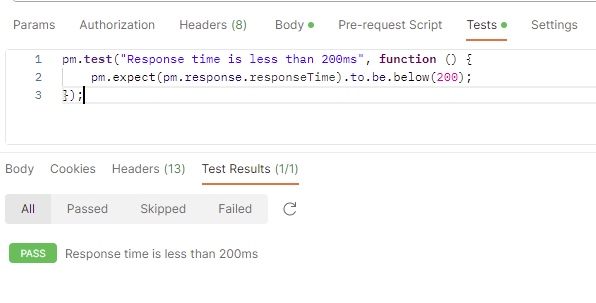 Params Authorization Headers (8) Body Pre-request Script Tests Settings
1 pm.test("Response time is less than 200ms", function () {
2 pm.expect(pm.response.responseTime).to.be.below(200);
3 });
Body Cookies Headers (13) Test Results (1/1)
All Passed Skipped Failed
PASS Response time is less than 200ms